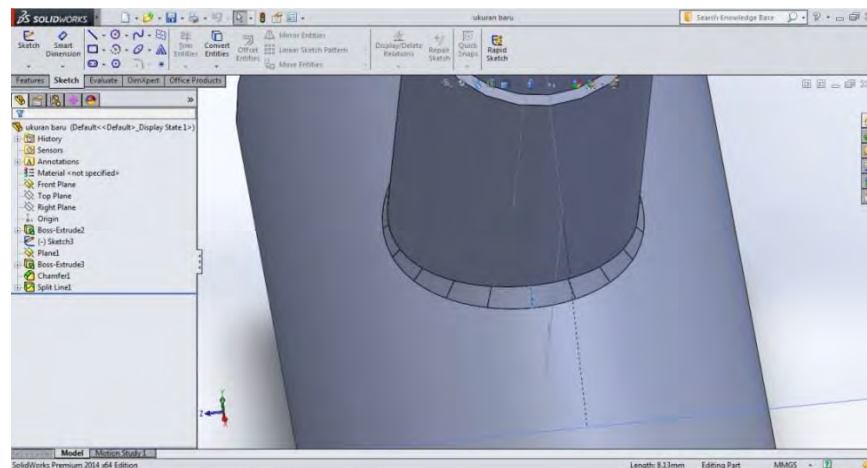 SOLIDWORKS
ukuran baru
Search Knowledge Base
Sketch
Smart Dimension
Trim Entities
Convert Entities
Offset Entities
Mirror Entities
Linear Sketch Pattern
Move Entities
Display/Delete Relations
Repair Sketch
Quick Snaps
Rapid Sketch
Features Sketch Evaluate DimXpert Office Products
ukuran baru (Default<<Default>_Display State 1>)
History
Sensors
Annotations
Material <not specified>
Front Plane
Top Plane
Right Plane
Origin
Boss-Extrude2
(-) Sketch3
Plane1
Boss-Extrude3
Chamfer1
Split Line1
Y
Z
Model Motion Study 1
SolidWorks Premium 2014 x64 Edition
Length: 8.13mm Editing Part MMGS